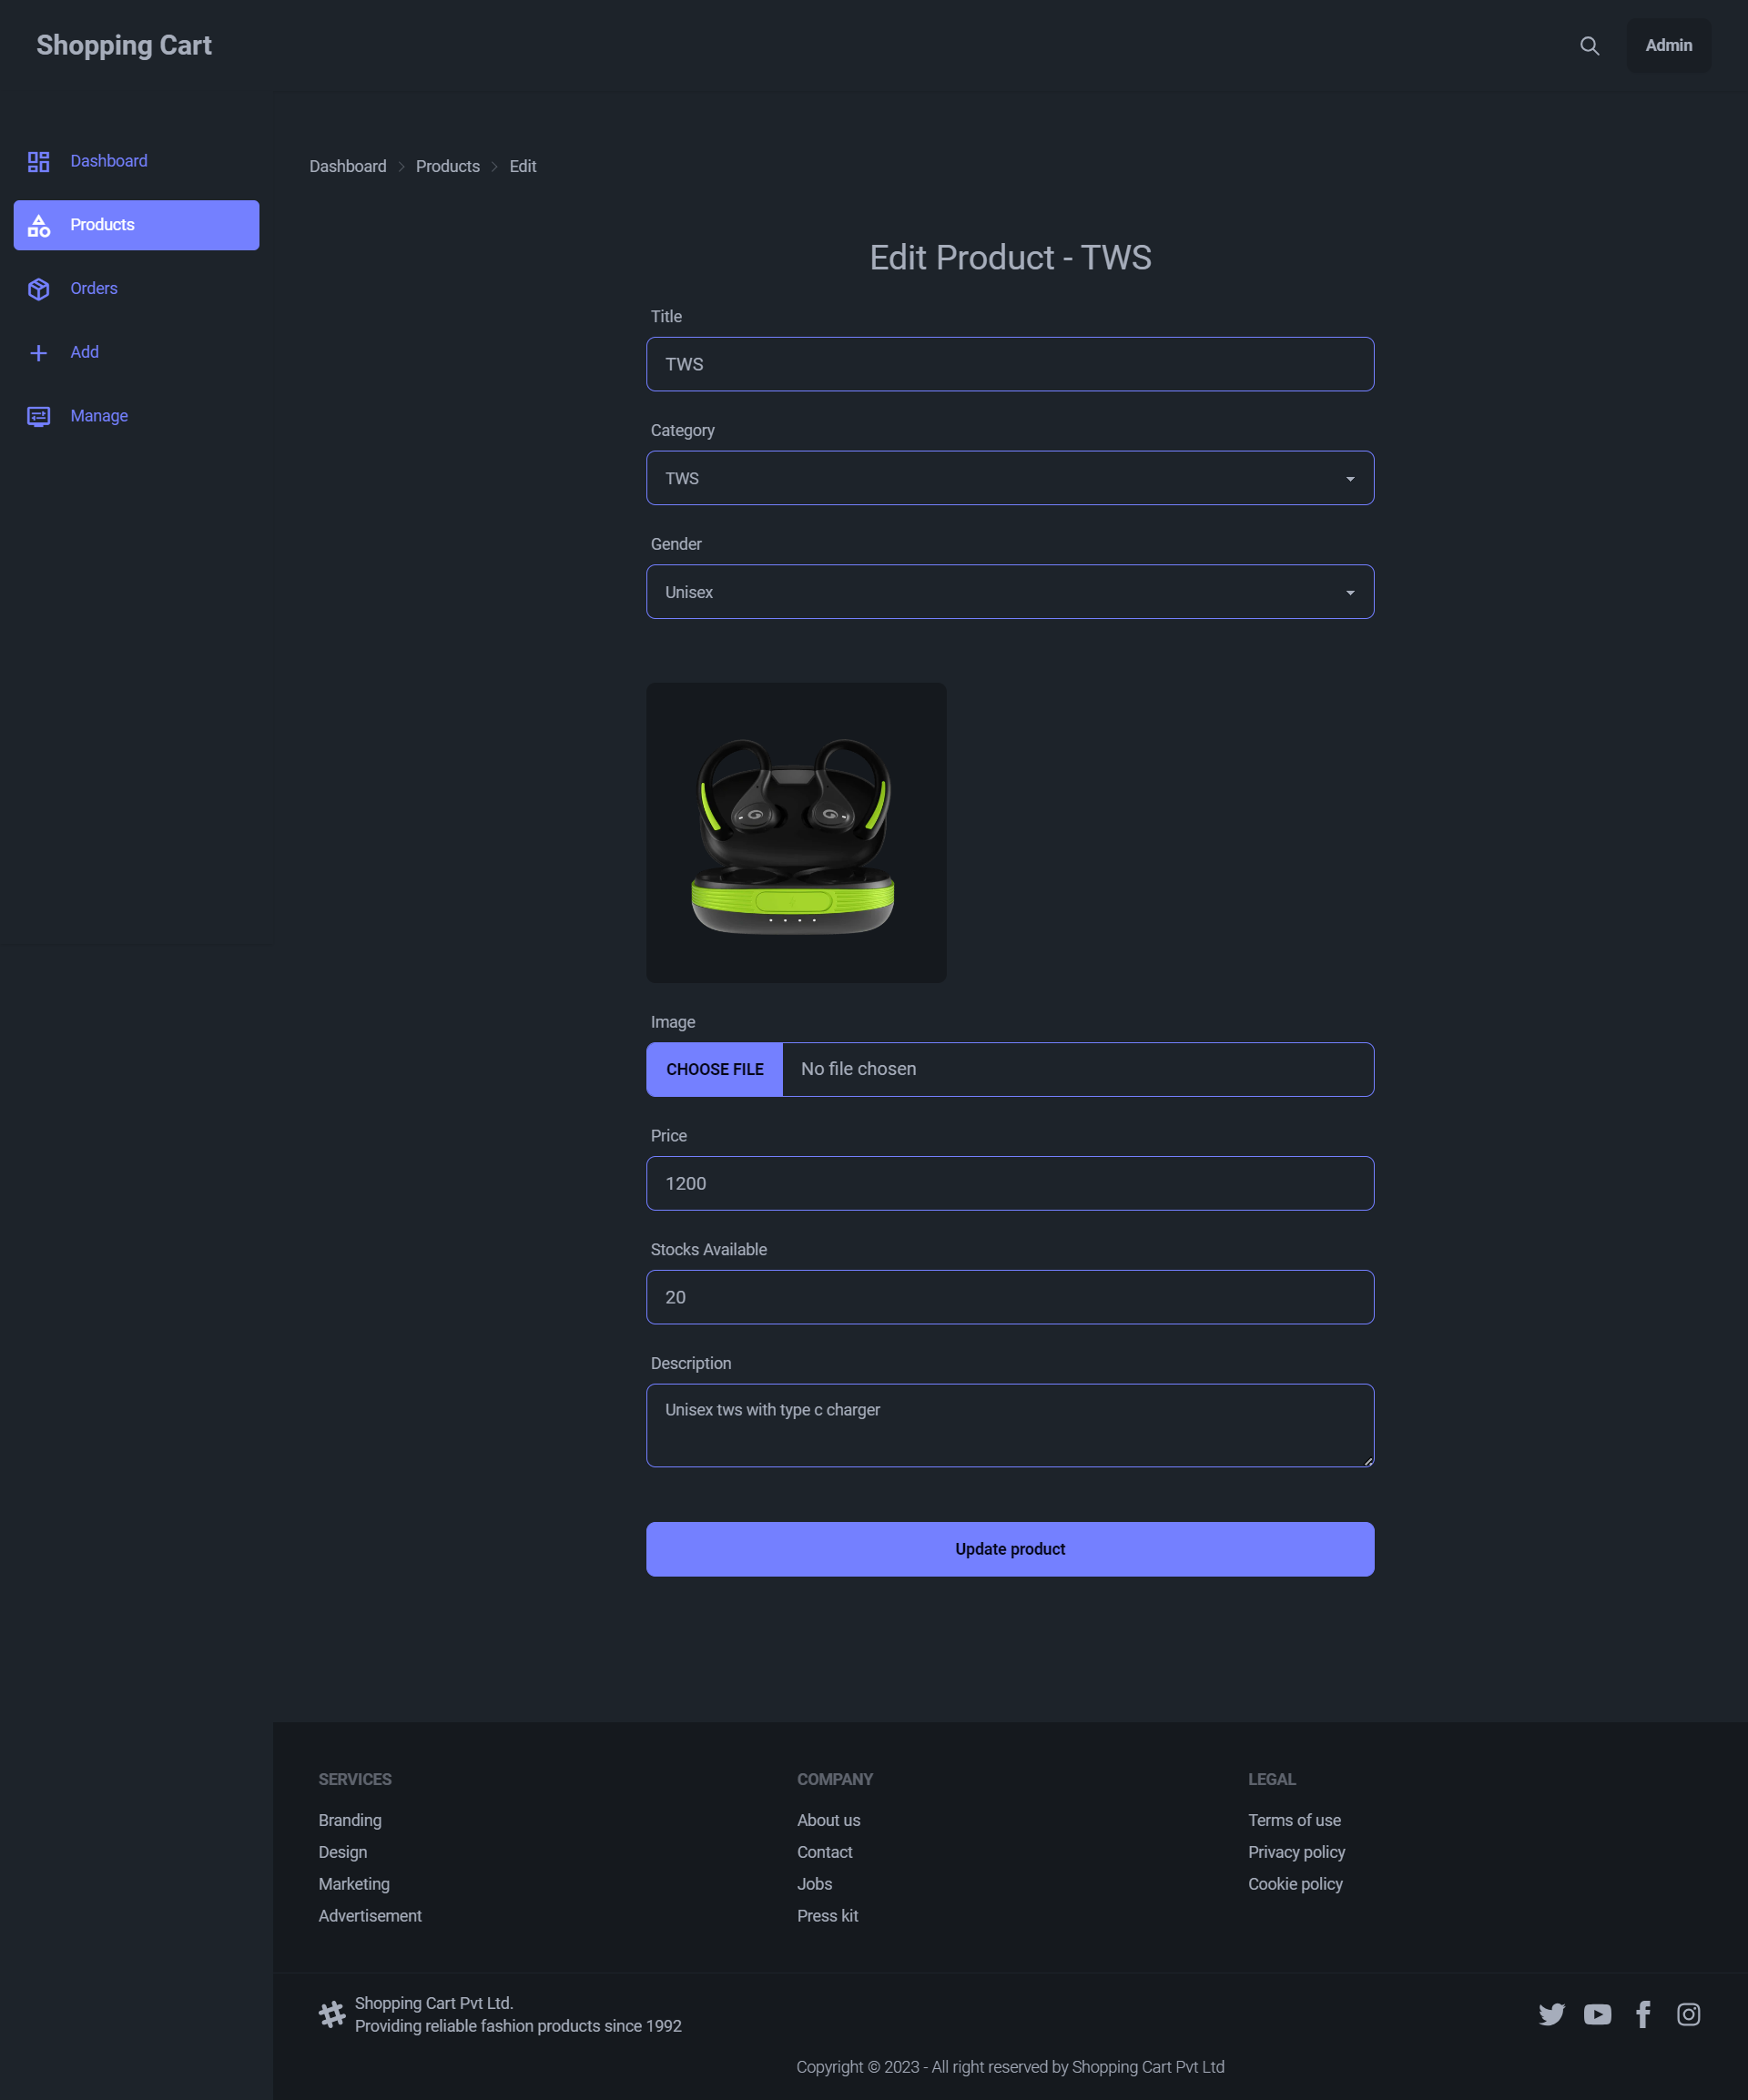 Shopping Cart
Admin
Dashboard
Products
Orders
Add
Manage
Dashboard > Products > Edit
Edit Product - TWS
Title
TWS
Category
TWS
Gender
Unisex
Image
CHOOSE FILE No file chosen
Price
1200
Stocks Available
20
Description
Unisex tws with type c charger
Update product
SERVICES
Branding
Design
Marketing
Advertisement
COMPANY
About us
Contact
Jobs
Press kit
LEGAL
Terms of use
Privacy policy
Cookie policy
Shopping Cart Pvt Ltd.
Providing reliable fashion products since 1992
Copyright © 2023 - All right reserved by Shopping Cart Pvt Ltd